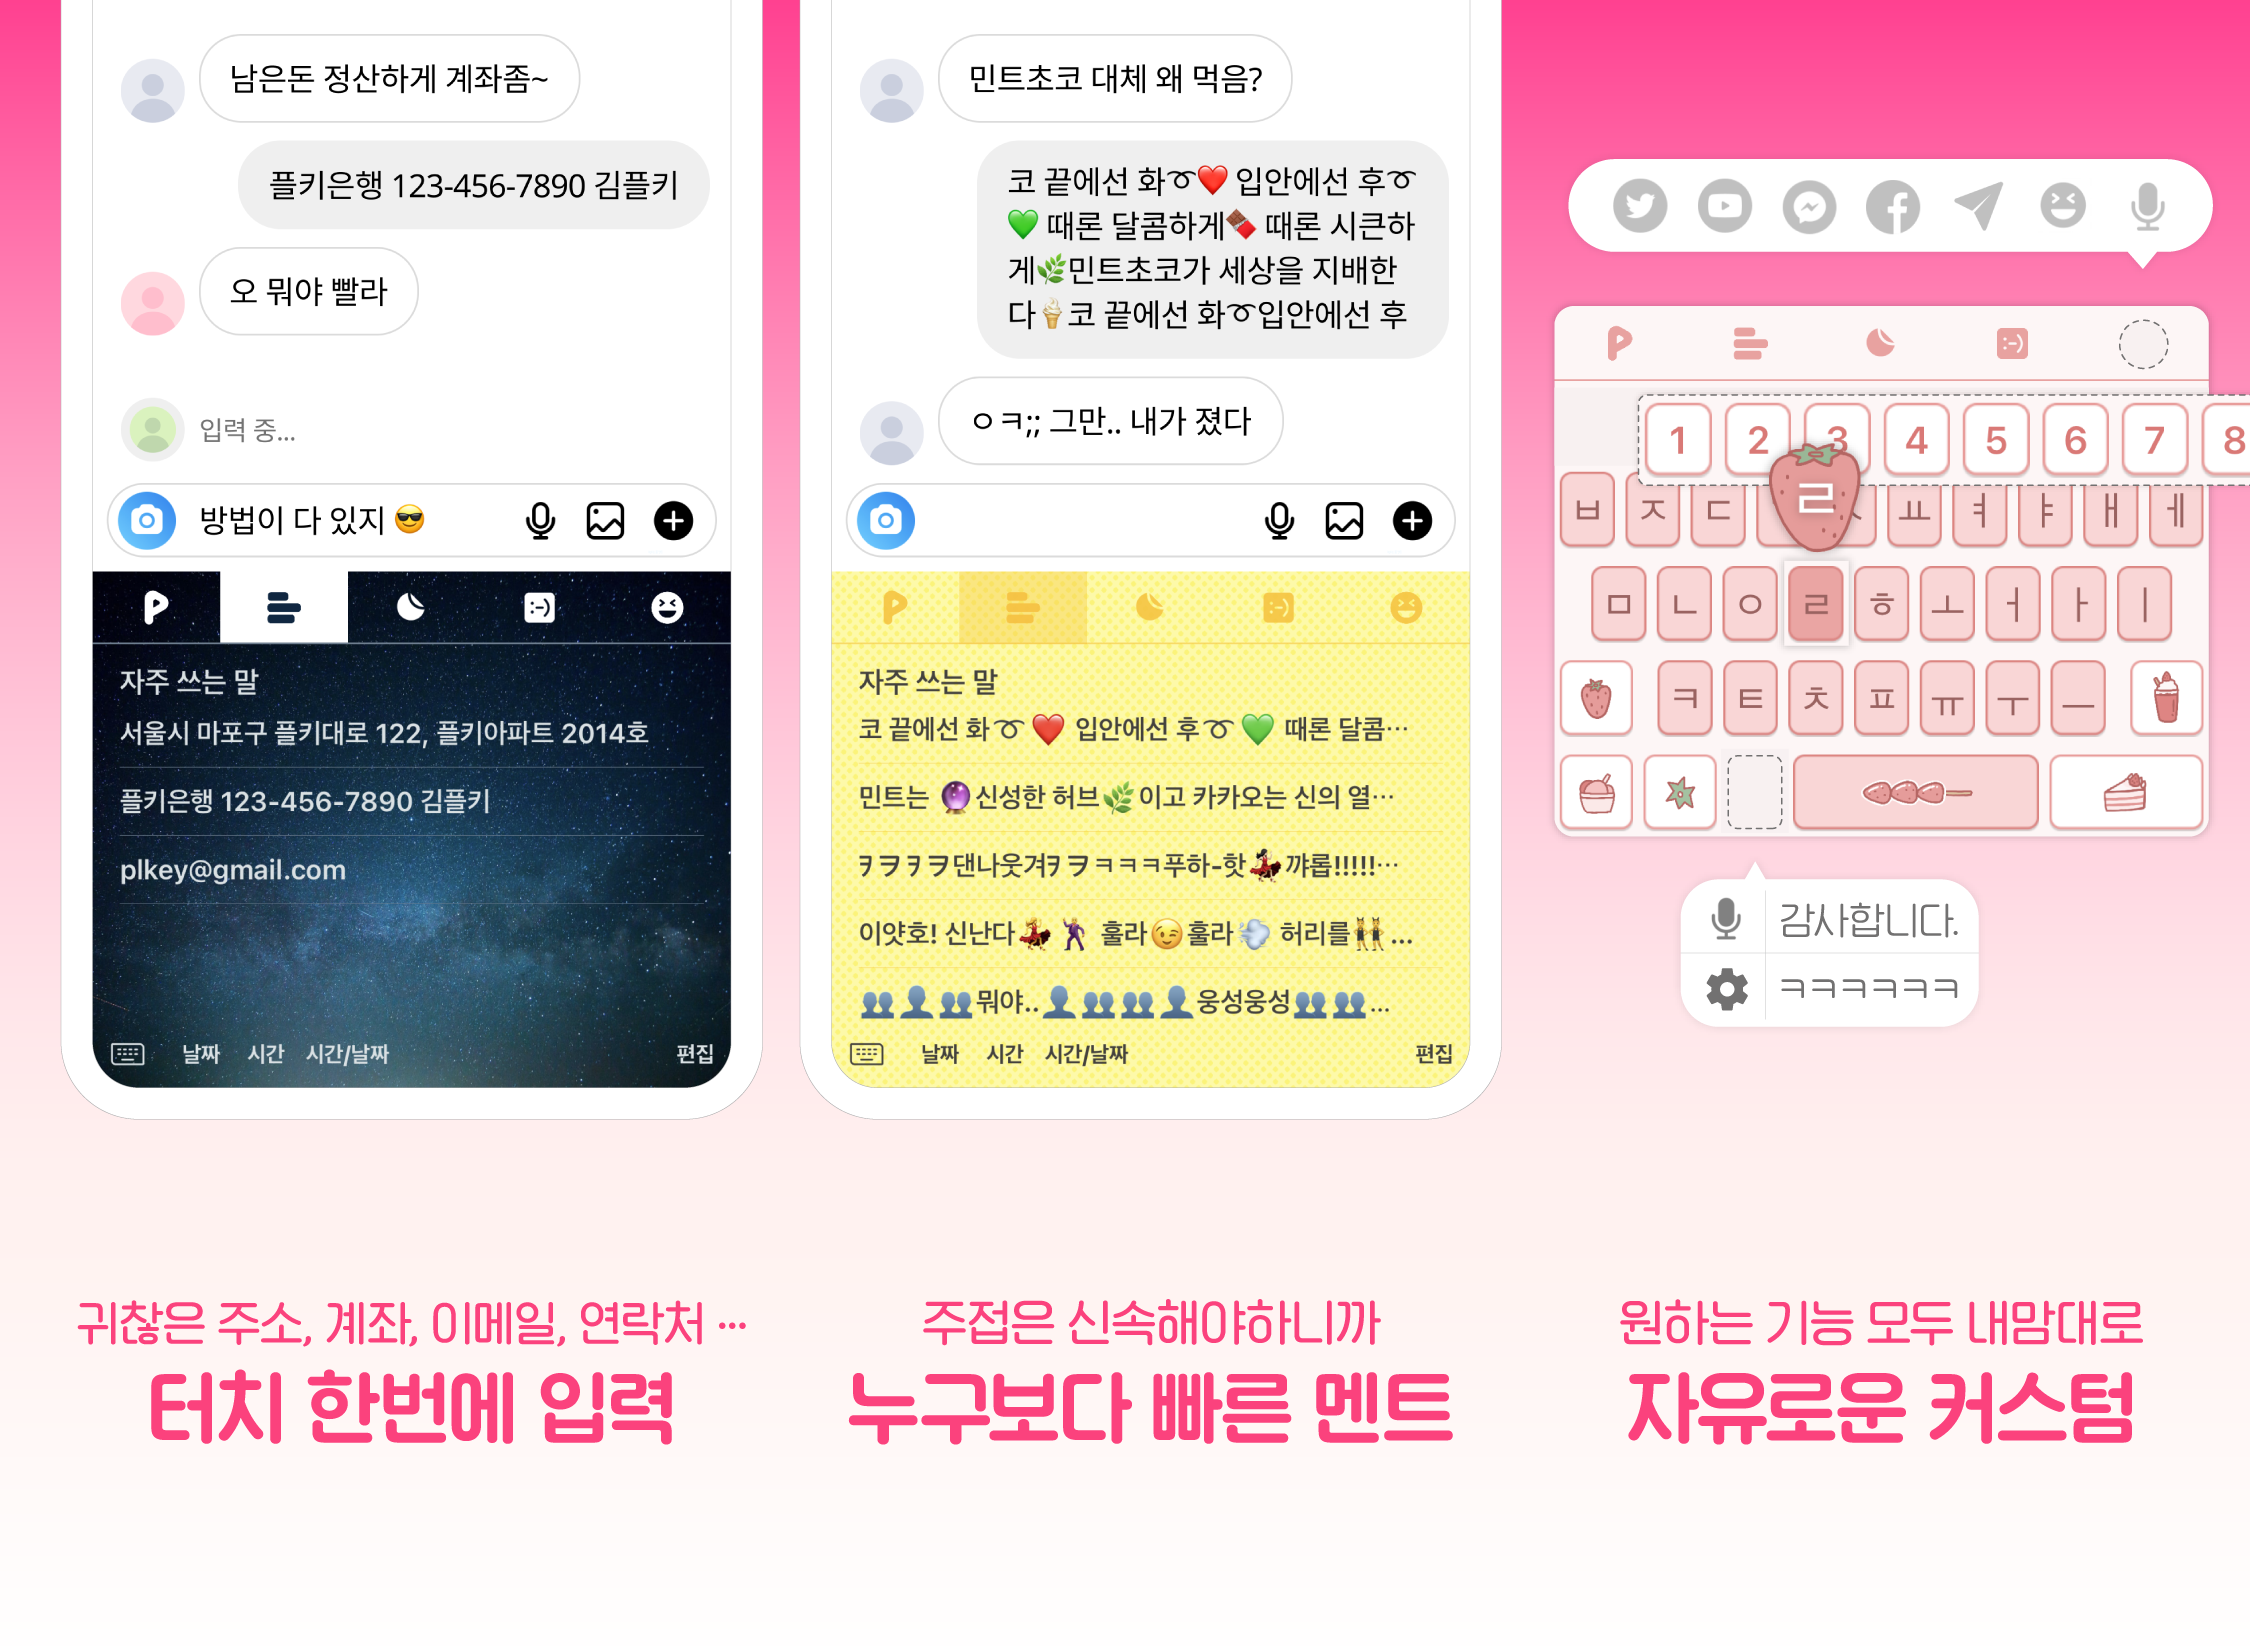 남은돈 정산하게 계좌좀~
플키은행 123-456-7890 김플키
오 뭐야 빨라
입력 중...
방법이 다 있지 😎
:-)
자주 쓰는 말
서울시 마포구 플키대로 122, 플키아파트 2014호
플키은행 123-456-7890 김플키
plkey@gmail.com
날짜 시간 시간/날짜 편집
귀찮은 주소, 계좌, 이메일, 연락처 ···
터치 한번에 입력
민트초코 대체 왜 먹음?
코 끝에선 화➰❤️ 입안에선 후➰
💚 때론 달콤하게🍫 때론 시큰하
게🌿민트초코가 세상을 지배한
다🍦코 끝에선 화➰입안에선 후
ㅇㅋ;; 그만.. 내가 졌다
:-)
자주 쓰는 말
코 끝에선 화➰❤️ 입안에선 후➰💚 때론 달콤···
민트는 🔮신성한 허브🌿이고 카카오는 신의 열···
ᄏᄏᄏᄏ댄나웃겨ᄏᄏㅋㅋㅋ푸하-핫💃꺄롭!!!!!···
이얏호! 신난다💃🕺 훌라😉훌라💨 허리를👯...
👥👤👥뭐야..👤👥👥👤웅성웅성👥👥...
날짜 시간 시간/날짜 편집
주접은 신속해야하니까
누구보다 빠른 멘트
:-)
1 2 3 4 5 6 7 8
ㅂ ㅈ ㄷ ㄹ ㅛ ㅕ ㅑ ㅐ ㅔ
ㅁ ㄴ ㅇ ㄹ ㅎ ㅗ ㅓ ㅏ ㅣ
ㅋ ㅌ ㅊ ㅍ ㅠ ㅜ ㅡ
감사합니다.
ㅋㅋㅋㅋㅋㅋ
원하는 기능 모두 내맘대로
자유로운 커스텀